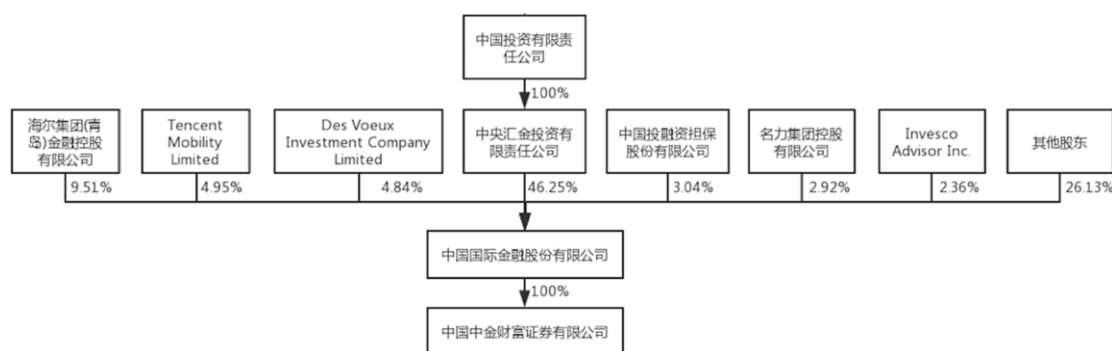 中国投资有限责
任公司
100%
海尔集团(青
岛)金融控股
有限公司
Tencent
Mobility
Limited
Des Voeux
Investment Company
Limited
中央汇金投资有
限责任公司
中国投融资担保
股份有限公司
名力集团控股
有限公司
Invesco
Advisor Inc.
其他股东
9.51%
4.95%
4.84%
46.25%
3.04%
2.92%
2.36%
26.13%
中国国际金融股份有限公司
100%
中国中金财富证券有限公司